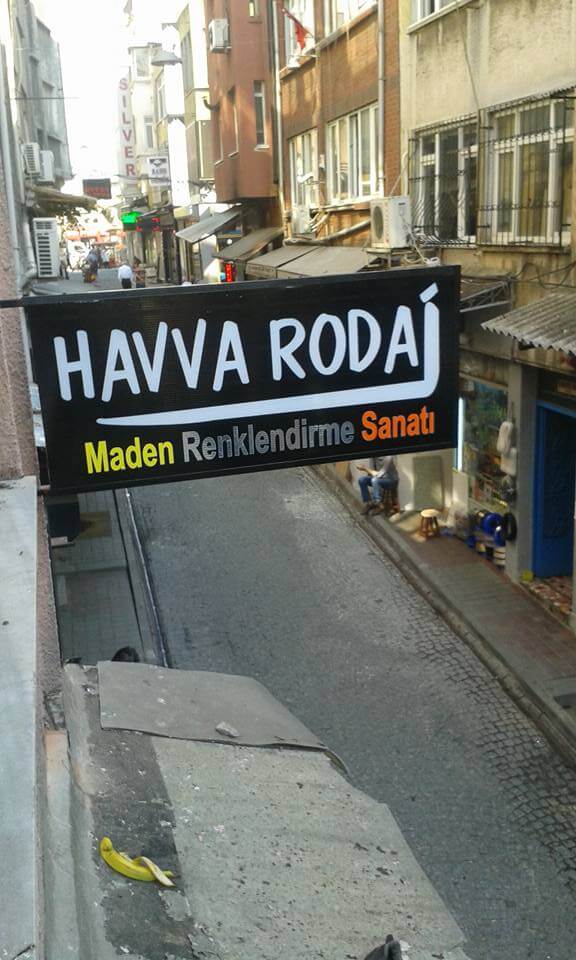 SILVER
HAVVA RODAJ
Maden Renklendirme Sanatı